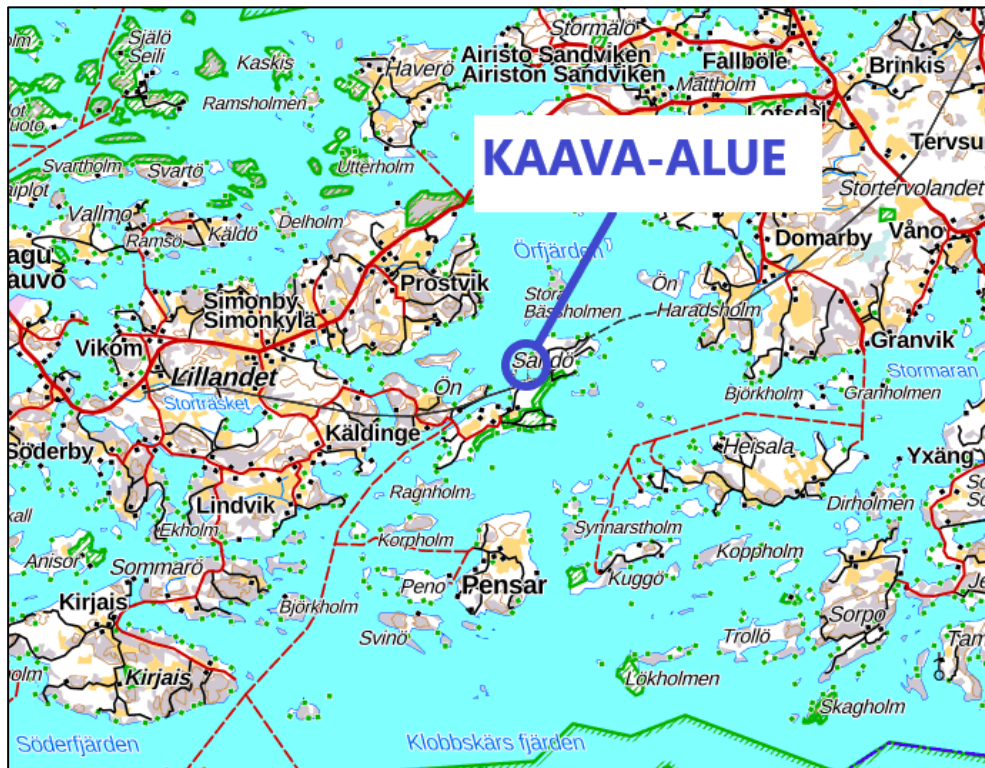 Själö
Seili
Kaskis
Ramsholmen
Haverö
Stormälö
Airisto Sandviken
Airiston Sandviken
Fallböle
Mattholm
Lofsdal
Brinkis
Tervsu
KAAVA-ALUE
Svartholm
Svartö
Utterholm
Stortervolandet
Vallmo
Ramsö
Käldö
Delholm
Örfjärden
Domarby
Våno
agu
auvo
Prostvik
Stora
Bässholmen
Ön
Haradsholm
Simonby
Simonkylä
Vikom
Lillandet
Sandö
Granvik
Stormaran
Storträsket
Ön
Björkholm
Granholmen
Söderby
Käldinge
Heisala
Yxäng
Lindvik
Ragnholm
Dirholmen
Ekholm
Korpholm
Synnarstholm
Koppholm
Anisor
Sommarö
Peno
Pensar
Kuggö
Kirjais
Björkholm
Svinö
Trollö
Sorpo
Kirjais
Lökholmen
Skagholm
Söderfjärden
Klobbskärs fjärden